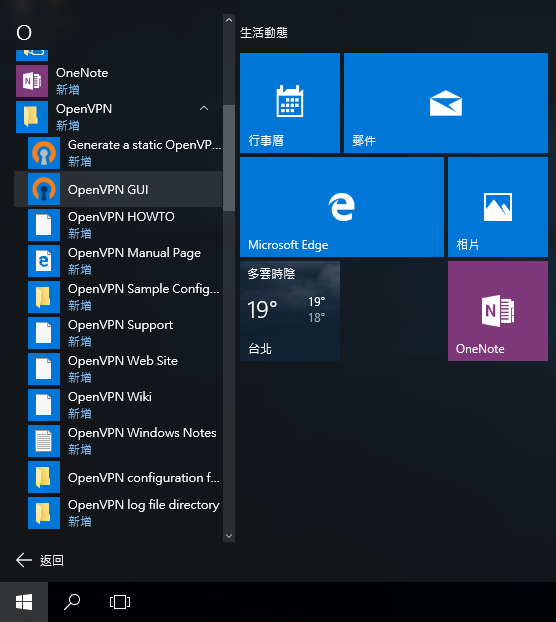 O
OneNote
新增
OpenVPN
新增
Generate a static OpenVP...
新增
OpenVPN GUI
OpenVPN HOWTO
新增
OpenVPN Manual Page
新增
OpenVPN Sample Config...
新增
OpenVPN Support
新增
OpenVPN Web Site
新增
OpenVPN Wiki
新增
OpenVPN Windows Notes
新增
OpenVPN configuration f...
OpenVPN log file directory
新增
返回
生活動態
行事曆
郵件
Microsoft Edge
相片
多雲時陰
19°
19°
18°
台北
OneNote